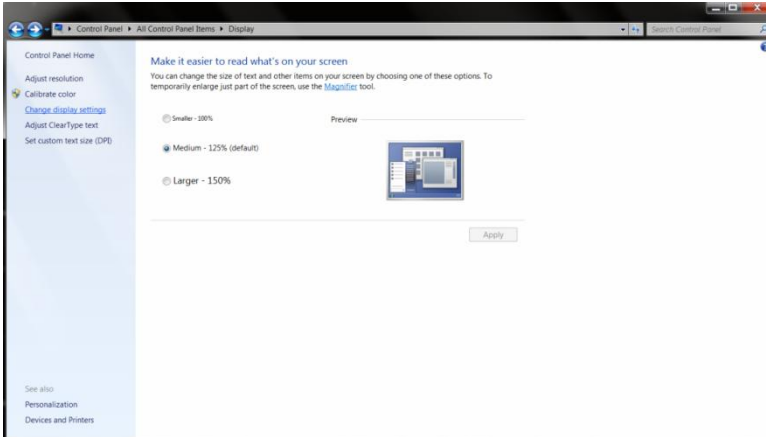 Control Panel ▸ All Control Panel Items ▸ Display
Search Control Panel
Control Panel Home
Adjust resolution
Calibrate color
Change display settings
Adjust ClearType text
Set custom text size (DPI)
See also
Personalization
Devices and Printers
Make it easier to read what's on your screen
You can change the size of text and other items on your screen by choosing one of these options. To
temporarily enlarge just part of the screen, use the Magnifier tool.
Smaller - 100%
Preview
Medium - 125% (default)
Larger - 150%
Apply